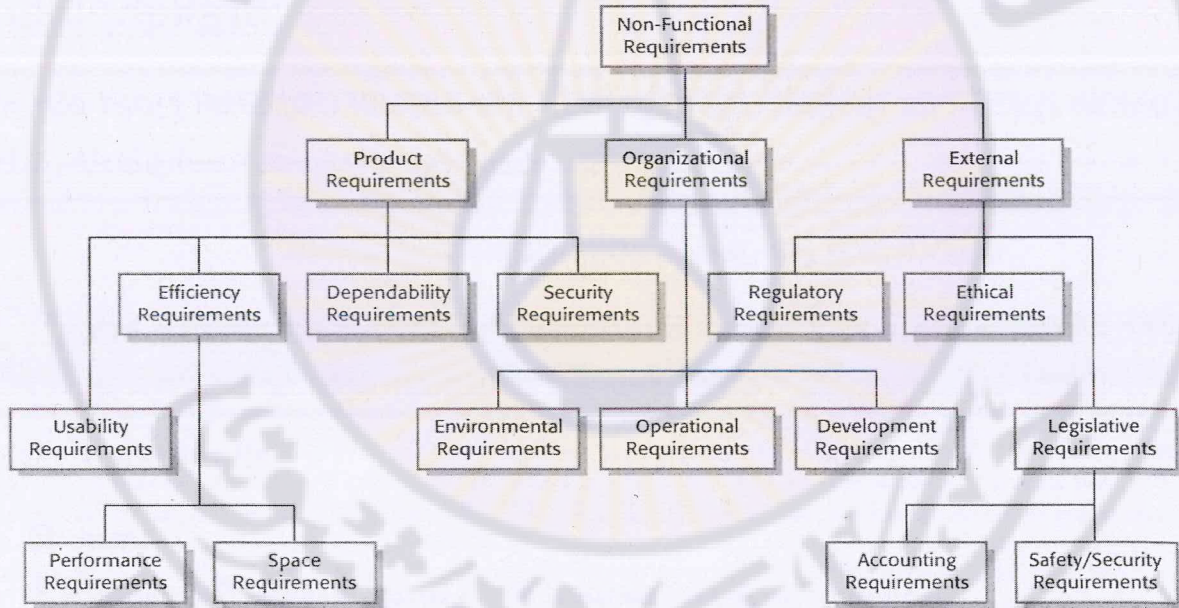 Non-Functional
Requirements
Product
Requirements
Organizational
Requirements
External
Requirements
Efficiency
Requirements
Dependability
Requirements
Security
Requirements
Regulatory
Requirements
Ethical
Requirements
Usability
Requirements
Environmental
Requirements
Operational
Requirements
Development
Requirements
Legislative
Requirements
Performance
Requirements
Space
Requirements
Accounting
Requirements
Safety/Security
Requirements